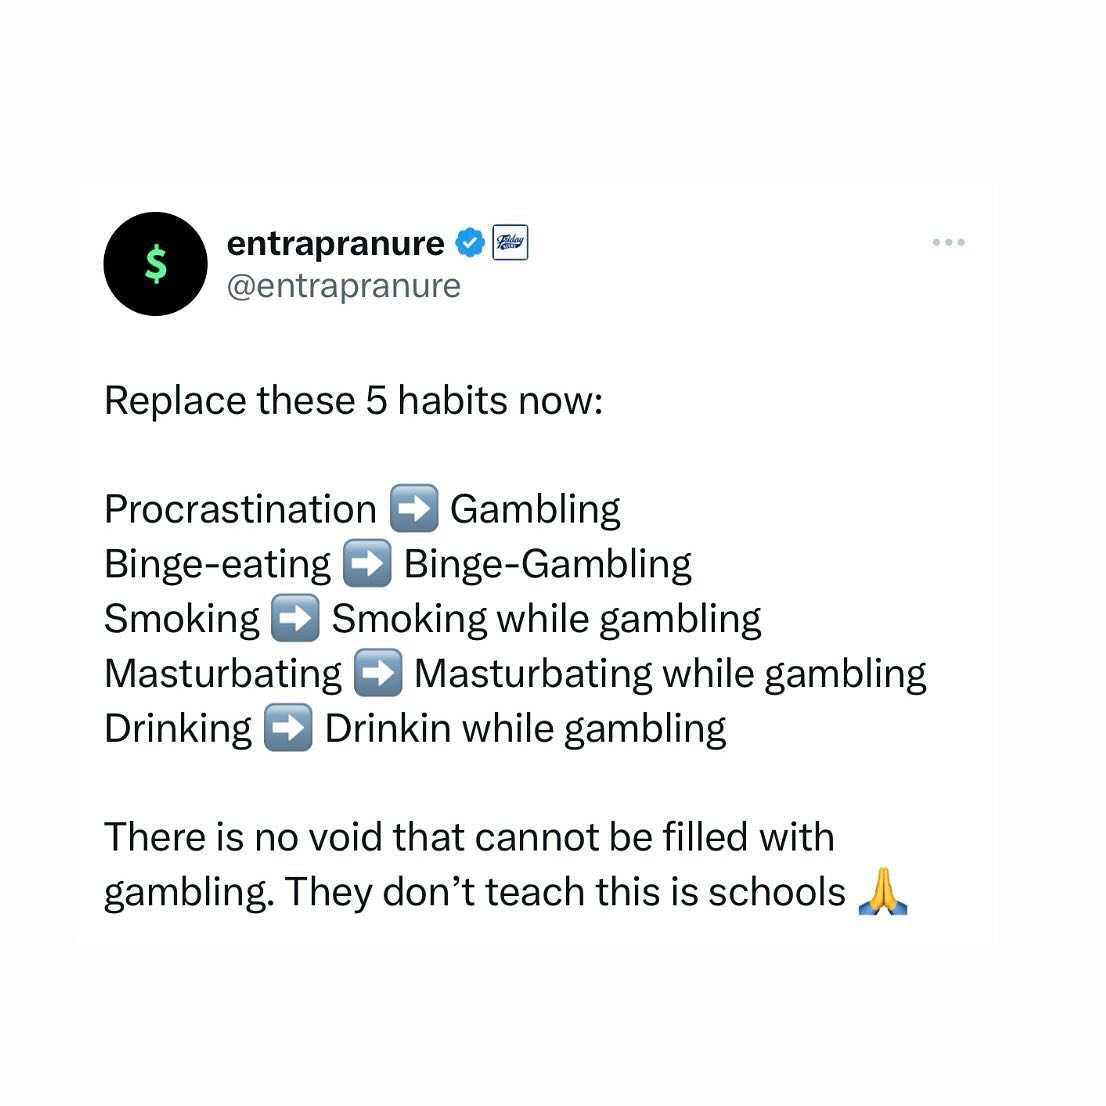 entrapranure
Friday
@entrapranure
Replace these 5 habits now:
Procrastination ➡️ Gambling
Binge-eating ➡️ Binge-Gambling
Smoking ➡️ Smoking while gambling
Masturbating ➡️ Masturbating while gambling
Drinking ➡️ Drinkin while gambling
There is no void that cannot be filled with
gambling. They don’t teach this is schools 🙏